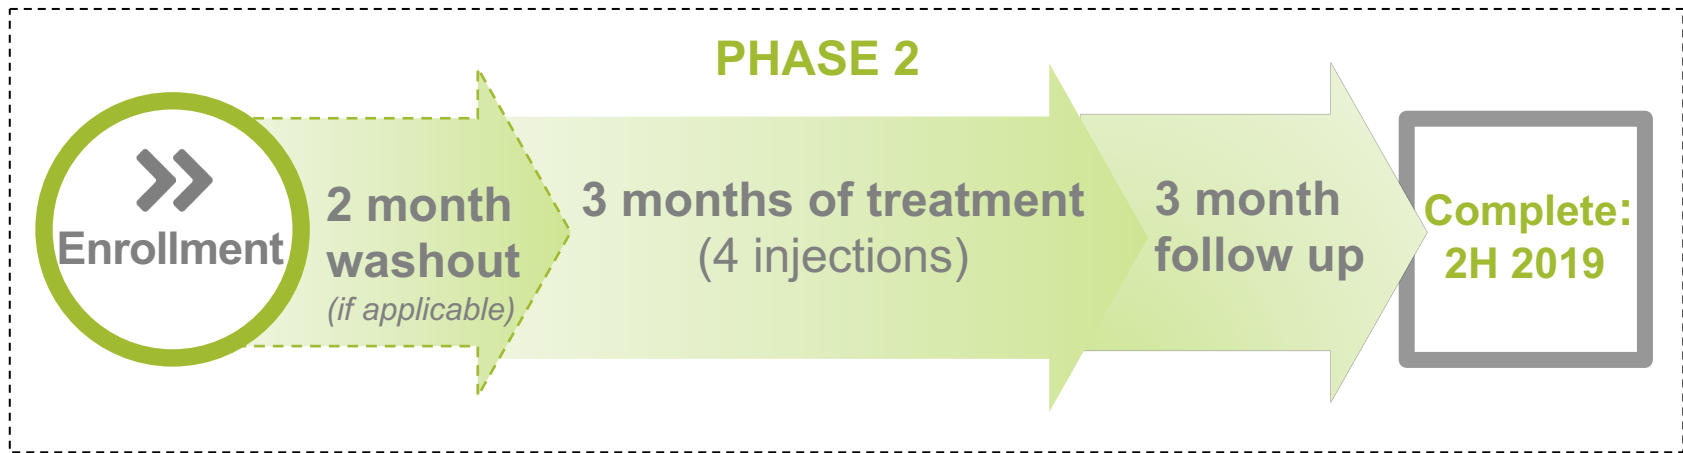 PHASE 2
Enrollment
2 month
washout
(if applicable)
3 months of treatment
(4 injections)
3 month
follow up
Complete:
2H 2019